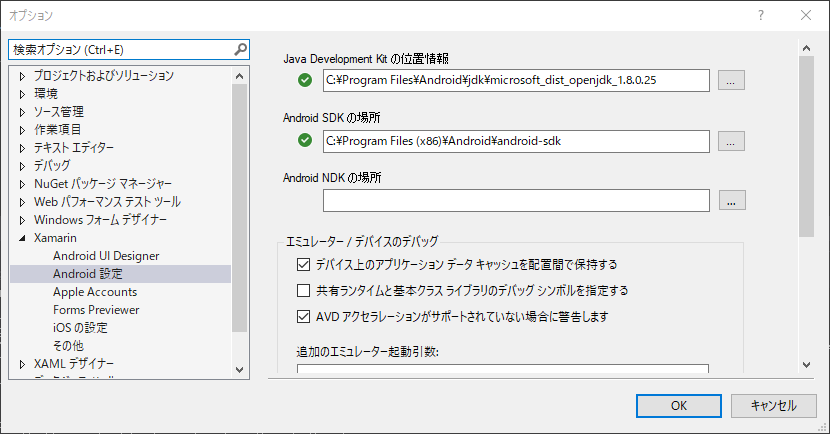 オプション
検索オプション (Ctrl+E)
プロジェクトおよびソリューション
環境
ソース管理
作業項目
テキスト エディター
デバッグ
NuGet パッケージ マネージャー
Web パフォーマンス テスト ツール
Windows フォーム デザイナー
Xamarin
Android UI Designer
Android 設定
Apple Accounts
Forms Previewer
iOS の設定
その他
XAML デザイナー
Java Development Kit の位置情報
C:¥Program Files¥Android¥jdk¥microsoft_dist_openjdk_1.8.0.25
...
Android SDK の場所
C:¥Program Files (x86)¥Android¥android-sdk
...
Android NDK の場所
...
エミュレーター / デバイスのデバッグ
デバイス上のアプリケーション データ キャッシュを配置間で保持する
共有ランタイムと基本クラス ライブラリのデバッグ シンボルを指定する
AVD アクセラレーションがサポートされていない場合に警告します
追加のエミュレーター起動引数:
OK
キャンセル